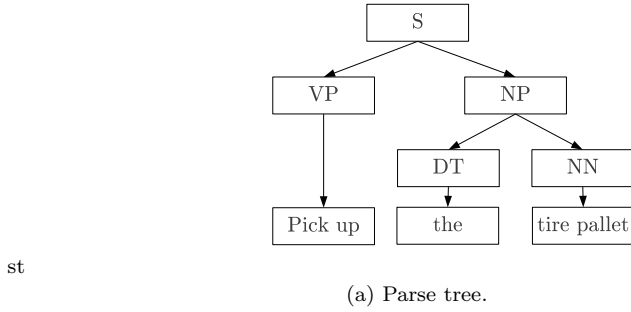 S
VP NP
DT NN
Pick up the tire pallet
st
(a) Parse tree.